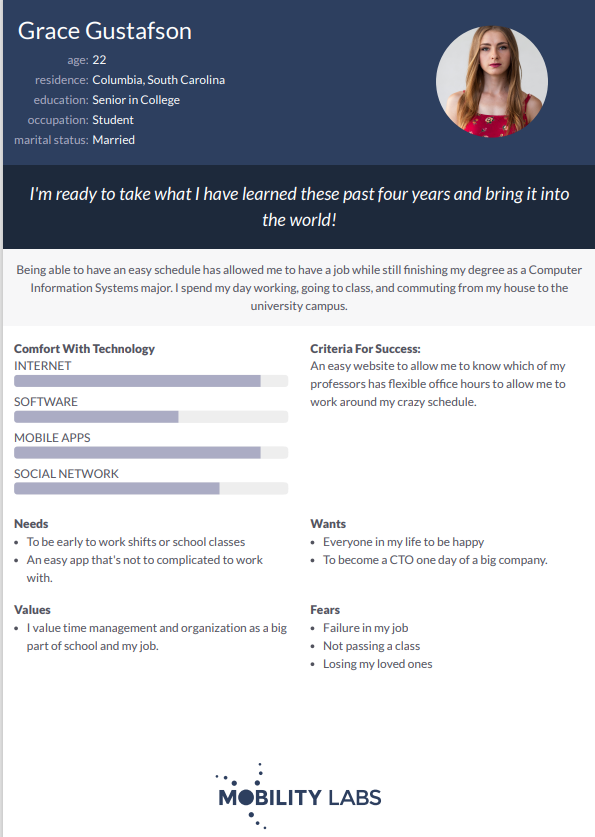 Grace Gustafson
age: 22
residence: Columbia, South Carolina
education: Senior in College
occupation: Student
marital status: Married
I'm ready to take what I have learned these past four years and bring it into
the world!
Being able to have an easy schedule has allowed me to have a job while still finishing my degree as a Computer
Information Systems major. I spend my day working, going to class, and commuting from my house to the
university campus.
Comfort With Technology
INTERNET
SOFTWARE
MOBILE APPS
SOCIAL NETWORK
Criteria For Success:
An easy website to allow me to know which of my
professors has flexible office hours to allow me to
work around my crazy schedule.
Needs
• To be early to work shifts or school classes
• An easy app that's not to complicated to work
with.
Wants
• Everyone in my life to be happy
• To become a CTO one day of a big company.
Values
• I value time management and organization as a big
part of school and my job.
Fears
• Failure in my job
• Not passing a class
• Losing my loved ones
MOBILITY LABS